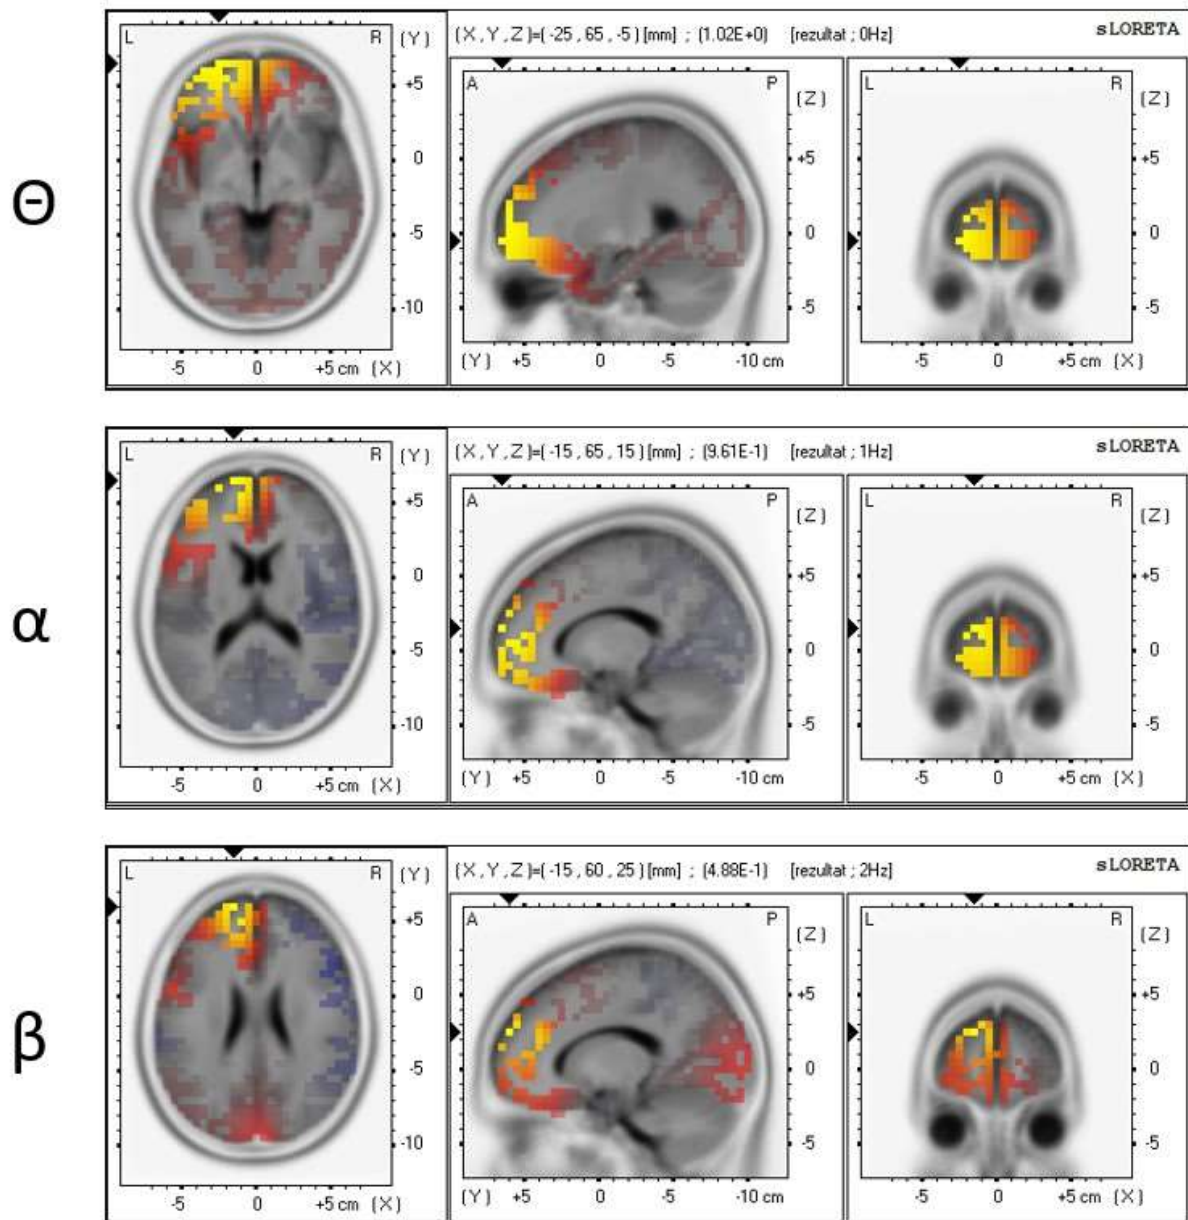 Θ
(X, Y, Z)=(-25, 65, -5) [mm] ; (1.02E+0) [rezultat ; 0Hz] sLORETA
L R (Y)
+5
0
-5
-10
-5 0 +5 cm (X)
A P (Z)
+5
0
-5
(Y) +5 0 -5 -10 cm
L R (Z)
+5
0
-5
-5 0 +5 cm (X)
α
(X, Y, Z)=(-15, 65, 15) [mm] ; (9.61E-1) [rezultat ; 1Hz] sLORETA
L R (Y)
+5
0
-5
-10
-5 0 +5 cm (X)
A P (Z)
+5
0
-5
(Y) +5 0 -5 -10 cm
L R (Z)
+5
0
-5
-5 0 +5 cm (X)
β
(X, Y, Z)=(-15, 60, 25) [mm] ; (4.88E-1) [rezultat ; 2Hz] sLORETA
L R (Y)
+5
0
-5
-10
-5 0 +5 cm (X)
A P (Z)
+5
0
-5
(Y) +5 0 -5 -10 cm
L R (Z)
+5
0
-5
-5 0 +5 cm (X)